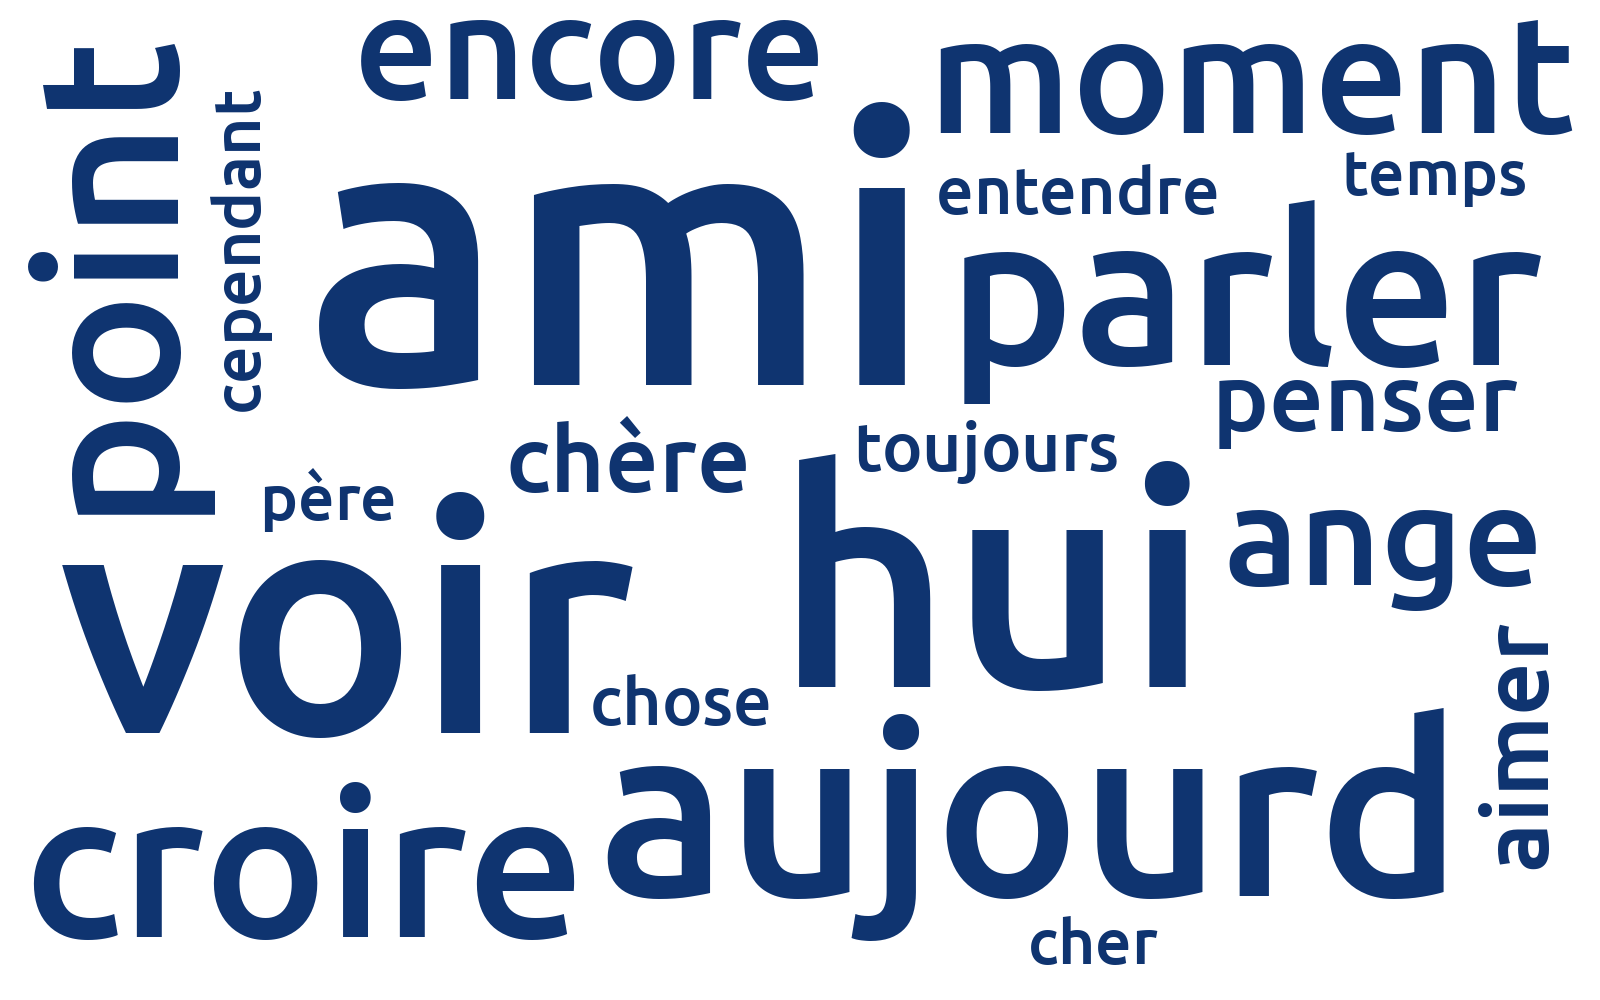 encore
moment
point
cependant
ami
entendre
temps
parler
penser
chère
toujours
père
voir
hui
ange
chose
aimer
aujourd
croire
cher